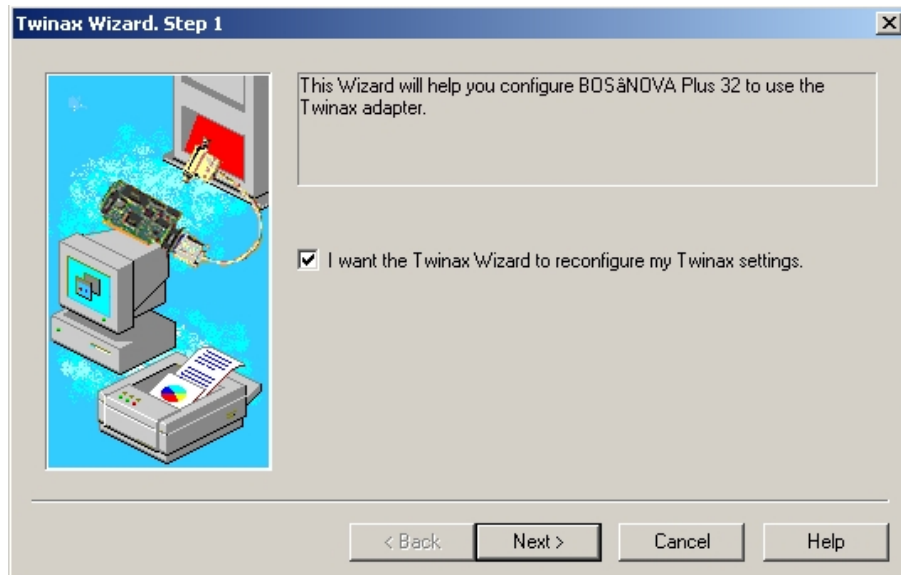 Twinax Wizard. Step 1
This Wizard will help you configure BOSâNOVA Plus 32 to use the
Twinax adapter.
I want the Twinax Wizard to reconfigure my Twinax settings.
< Back
Next >
Cancel
Help